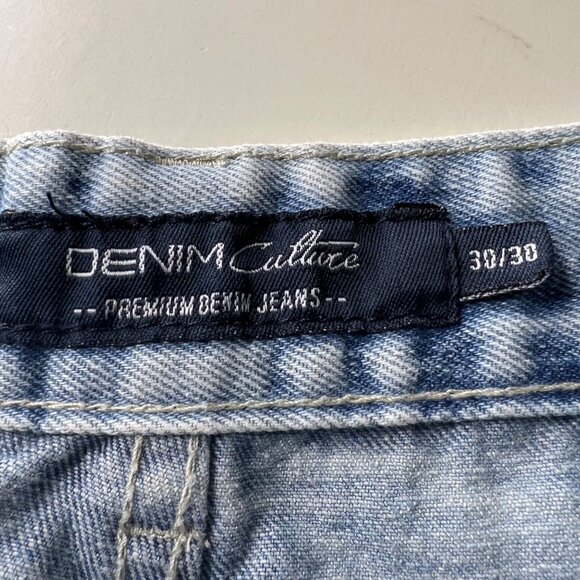 DENIM Culture
-- PREMIUM DENIM JEANS --
30/30